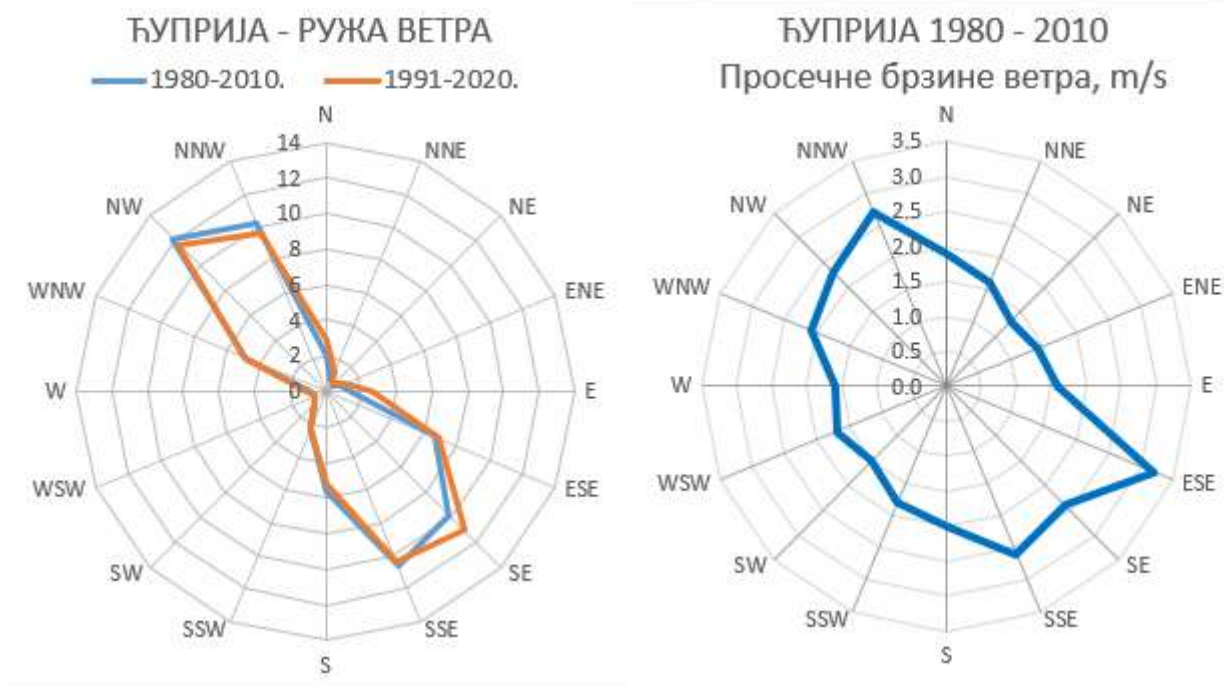 ЋУПРИЈА - РУЖА ВЕТРА
1980-2010. 1991-2020.
N
NNE
NE
ENE
E
ESE
SE
SSE
S
SSW
SW
WSW
W
WNW
NW
NNW
14
12
10
8
6
4
2
0
ЋУПРИЈА 1980 - 2010
Просечне брзине ветра, m/s
N
NNE
NE
ENE
E
ESE
SE
SSE
S
SSW
SW
WSW
W
WNW
NW
NNW
3.5
3.0
2.5
2.0
1.5
1.0
0.5
0.0